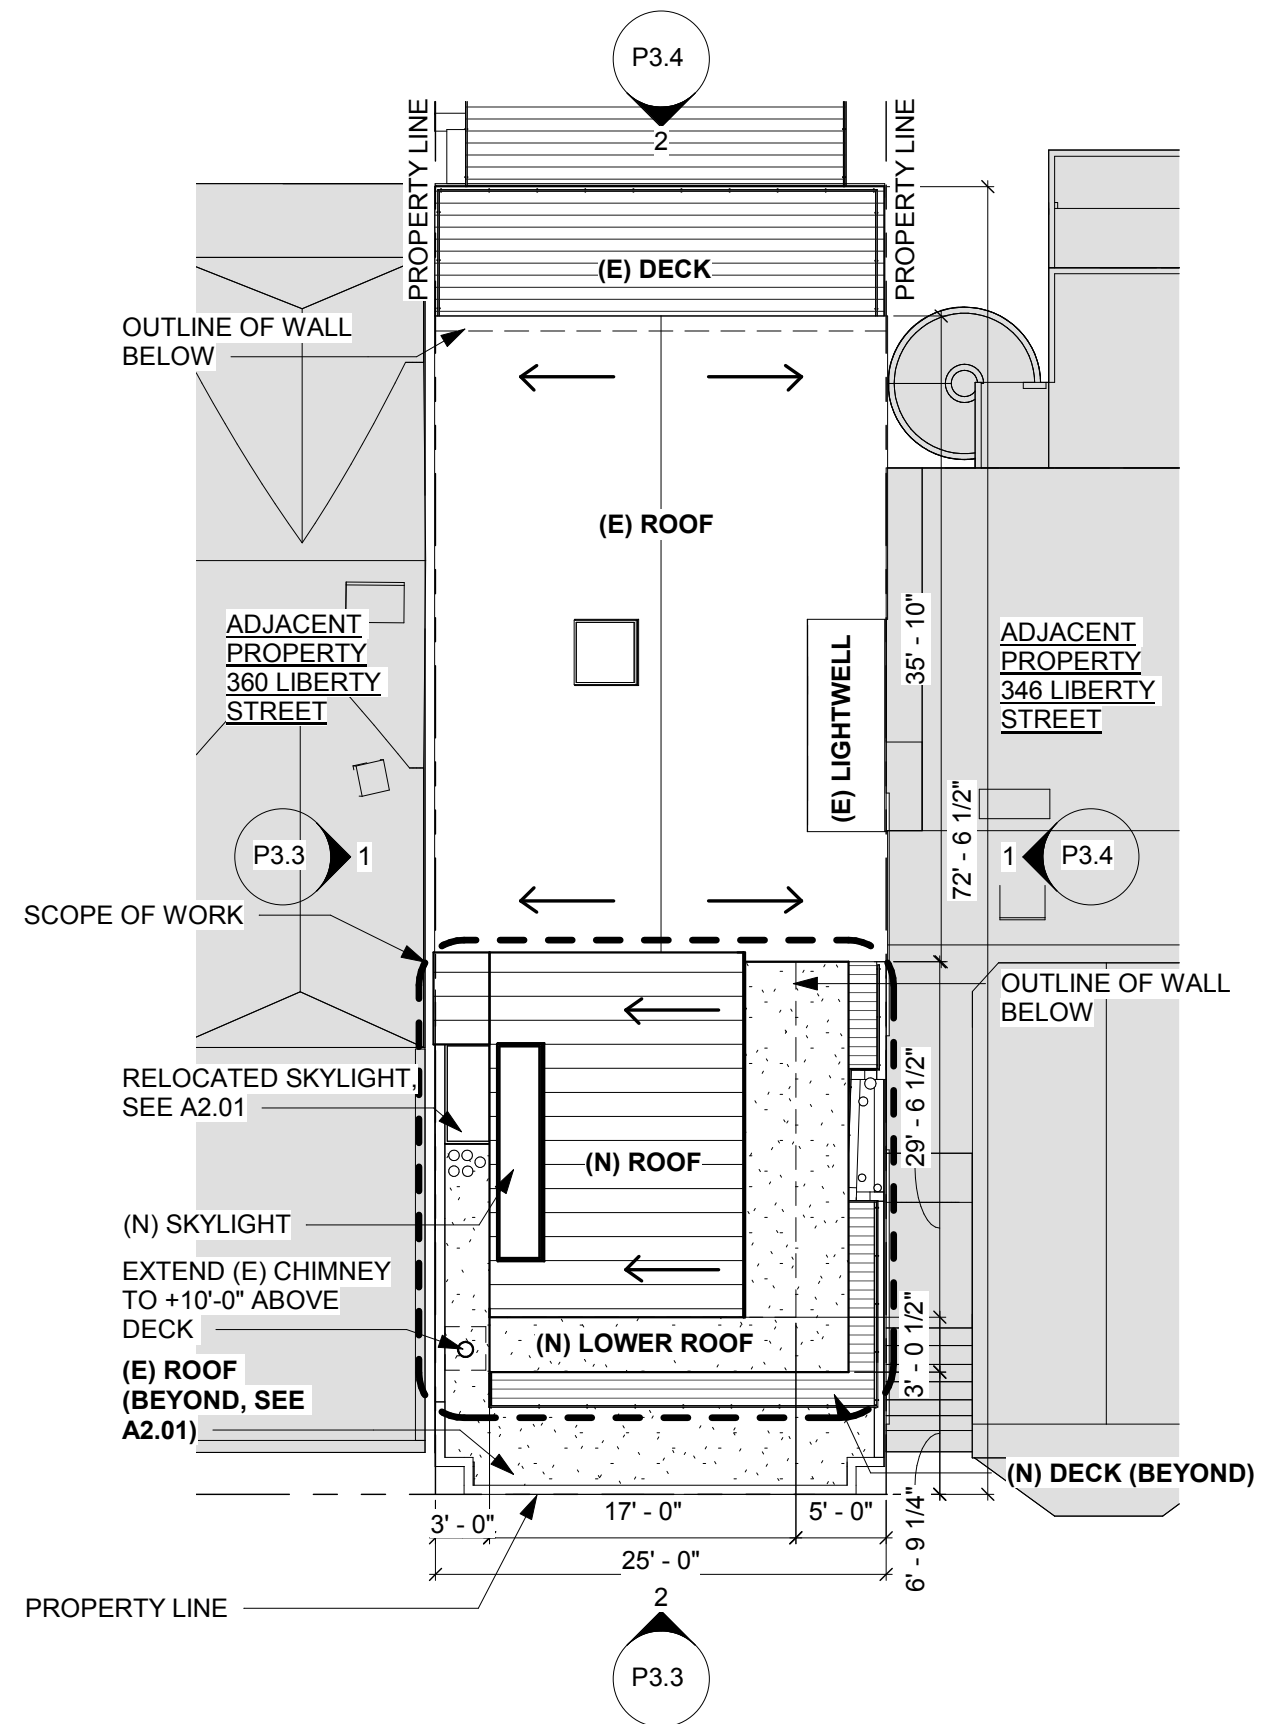 P3.4
2
PROPERTY LINE
PROPERTY LINE
(E) DECK
OUTLINE OF WALL
BELOW
(E) ROOF
ADJACENT
PROPERTY
360 LIBERTY
STREET
(E) LIGHTWELL
35' - 10"
ADJACENT
PROPERTY
346 LIBERTY
STREET
72' - 6 1/2"
P3.3
1
1
P3.4
SCOPE OF WORK
OUTLINE OF WALL
BELOW
RELOCATED SKYLIGHT,
SEE A2.01
29' - 6 1/2"
(N) ROOF
(N) SKYLIGHT
EXTEND (E) CHIMNEY
TO +10'-0" ABOVE
DECK
(N) LOWER ROOF
3' - 0 1/2"
(E) ROOF
(BEYOND, SEE
A2.01)
(N) DECK (BEYOND)
3' - 0"
17' - 0"
5' - 0"
6' - 9 1/4"
25' - 0"
PROPERTY LINE
2
P3.3